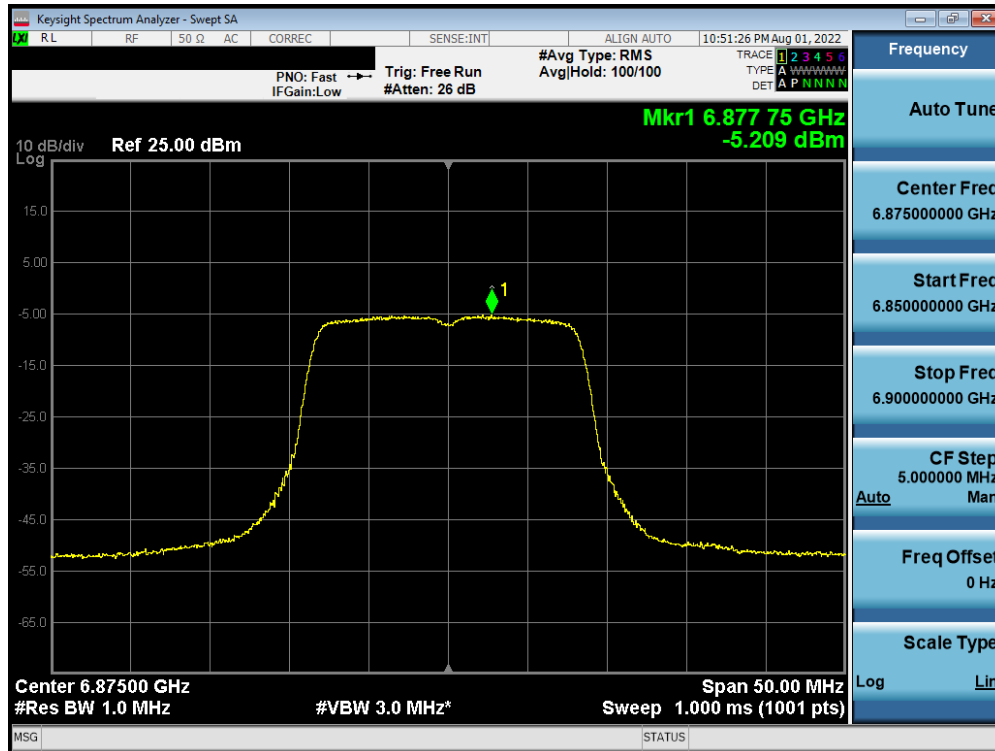 Keysight Spectrum Analyzer - Swept SA
LXI RL RF 50 Ω AC CORREC SENSE:INT ALIGN AUTO 10:51:26 PM Aug 01, 2022
PNO: Fast
IFGain:Low
Trig: Free Run
#Atten: 26 dB
#Avg Type: RMS
Avg|Hold: 100/100
TRACE 1 2 3 4 5 6
TYPE A WWWWW
DET A P N N N N
Mkr1 6.877 75 GHz
-5.209 dBm
10 dB/div Ref 25.00 dBm
Log
15.0
5.00
1
-5.00
-15.0
-25.0
-35.0
-45.0
-55.0
-65.0
Center 6.87500 GHz Span 50.00 MHz
#Res BW 1.0 MHz #VBW 3.0 MHz* Sweep 1.000 ms (1001 pts)
MSG STATUS
Frequency
Auto Tune
Center Freq
6.875000000 GHz
Start Freq
6.850000000 GHz
Stop Freq
6.900000000 GHz
CF Step
5.000000 MHz
Auto Man
Freq Offset
0 Hz
Scale Type
Log Lin